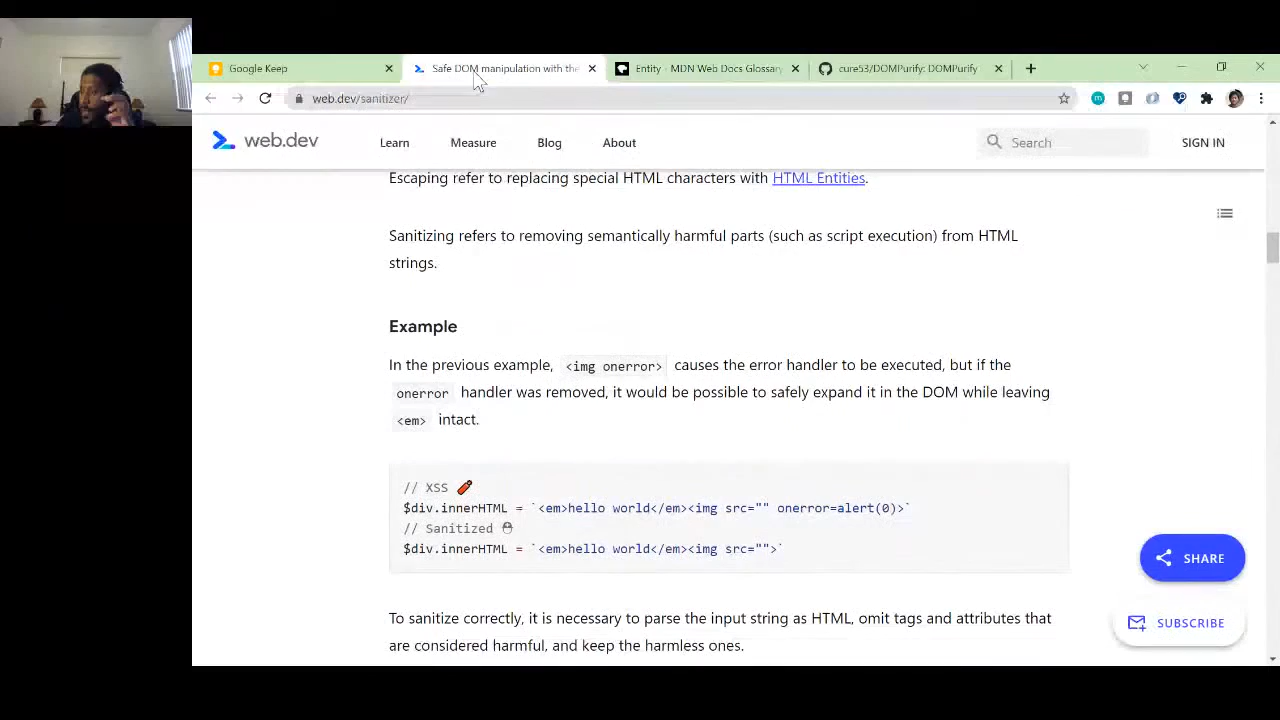 Google Keep
Safe DOM manipulation with the
Entity - MDN Web Docs Glossary
cure53/DOMPurify: DOMPurify
web.dev/sanitizer/
web.dev
Learn
Measure
Blog
About
Search
SIGN IN
Escaping refer to replacing special HTML characters with HTML Entities.
Sanitizing refers to removing semantically harmful parts (such as script execution) from HTML
strings.
Example
In the previous example, <img onerror> causes the error handler to be executed, but if the
onerror handler was removed, it would be possible to safely expand it in the DOM while leaving
<em> intact.
// XSS 🧨
$div.innerHTML = `<em>hello world</em><img src="" onerror=alert(0)>`
// Sanitized ⛑
$div.innerHTML = `<em>hello world</em><img src="">`
SHARE
To sanitize correctly, it is necessary to parse the input string as HTML, omit tags and attributes that
are considered harmful, and keep the harmless ones.
SUBSCRIBE